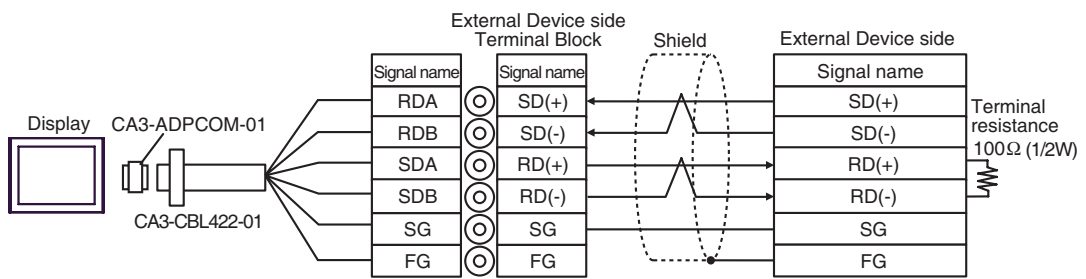 External Device side
Terminal Block
Shield
External Device side
Signal name
Signal name
Signal name
RDA
SD(+)
SD(+)
RDB
SD(-)
SD(-)
SDA
RD(+)
RD(+)
SDB
RD(-)
RD(-)
SG
SG
SG
FG
FG
FG
Display
CA3-ADPCOM-01
CA3-CBL422-01
Terminal
resistance
100Ω (1/2W)